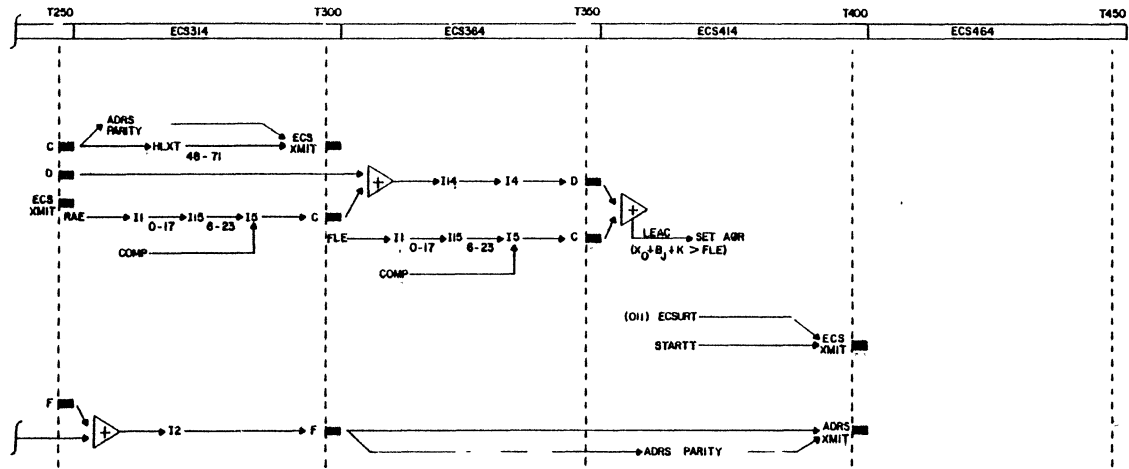 T250 T300 T350 T400 T450
ECS314 ECS364 ECS414 ECS464
ADRS
PARITY
C HLXT ECS
XMIT
48-71
D
I14 I4 D
ECS
XMIT
RAE I1 I15 I5 C
0-17 6-23
COMP
FLE I1 I15 I5 C
0-17 6-23
COMP
+
+
LEAC SET AOR
(X0+BJ+K > FLE)
(011) ECSURT
STARTT ECS
XMIT
F
+ I2 F ADRS
XMIT
ADRS PARITY